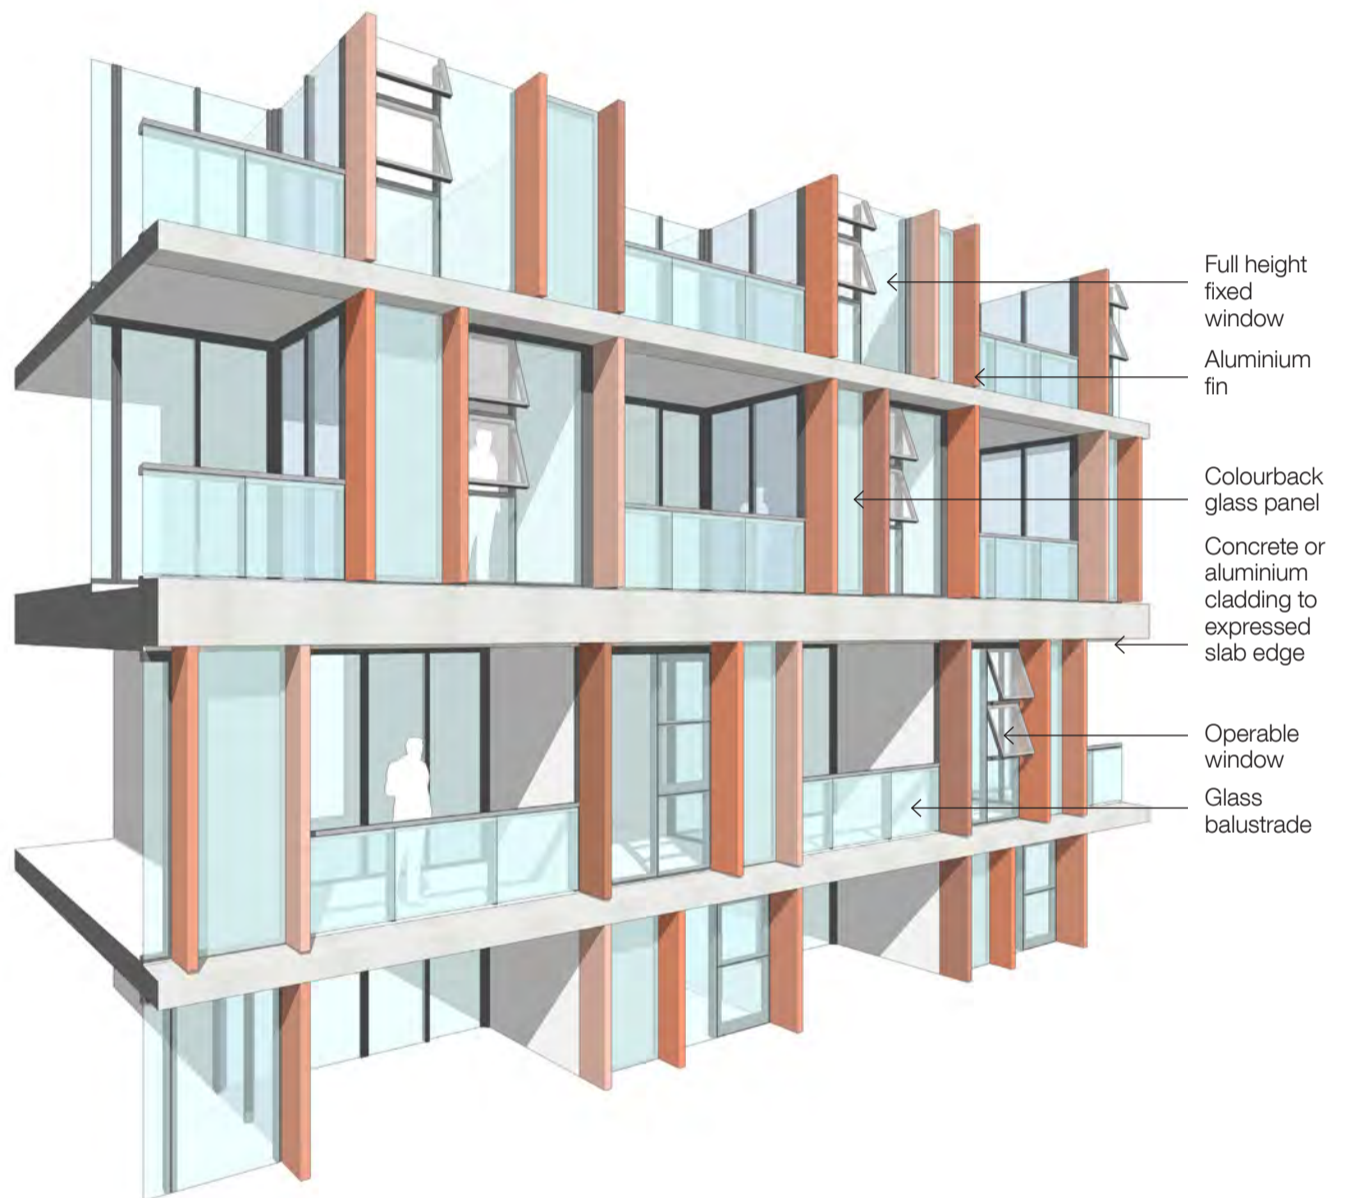 Full height
fixed
window
Aluminium
fin
Colourback
glass panel
Concrete or
aluminium
cladding to
expressed
slab edge
Operable
window
Glass
balustrade